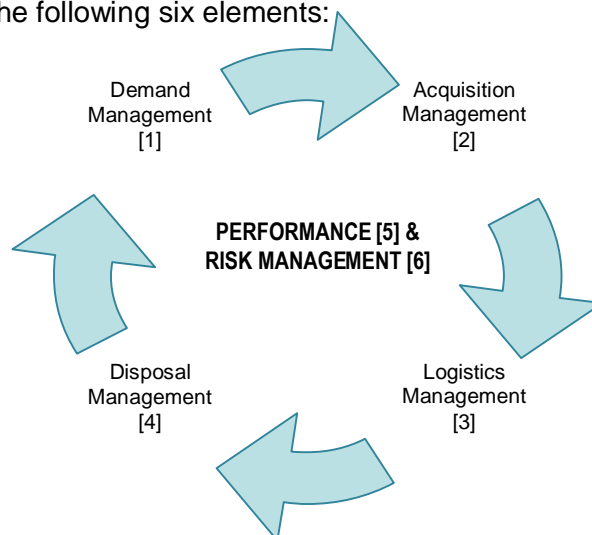 he following six elements:
Demand
Management
[1]
Acquisition
Management
[2]
PERFORMANCE [5] &
RISK MANAGEMENT [6]
Disposal
Management
[4]
Logistics
Management
[3]